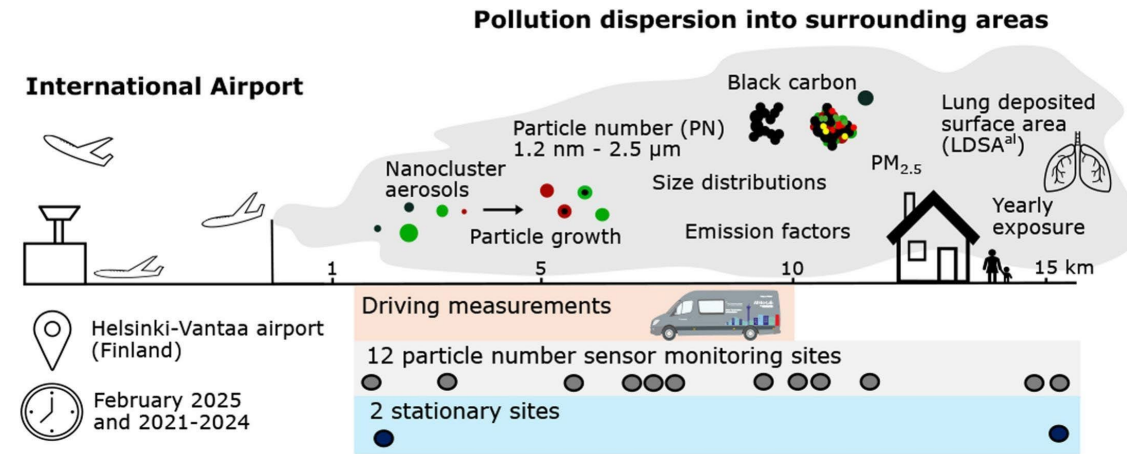 Pollution dispersion into surrounding areas
International Airport
Black carbon
Lung deposited
surface area
(LDSAᵃˡ)
Particle number (PN)
1.2 nm - 2.5 µm
PM₂.₅
Nanocluster
aerosols
Size distributions
Yearly
exposure
Particle growth
Emission factors
1
5
10
15 km
Driving measurements
Helsinki-Vantaa airport
(Finland)
12 particle number sensor monitoring sites
February 2025
and 2021-2024
2 stationary sites